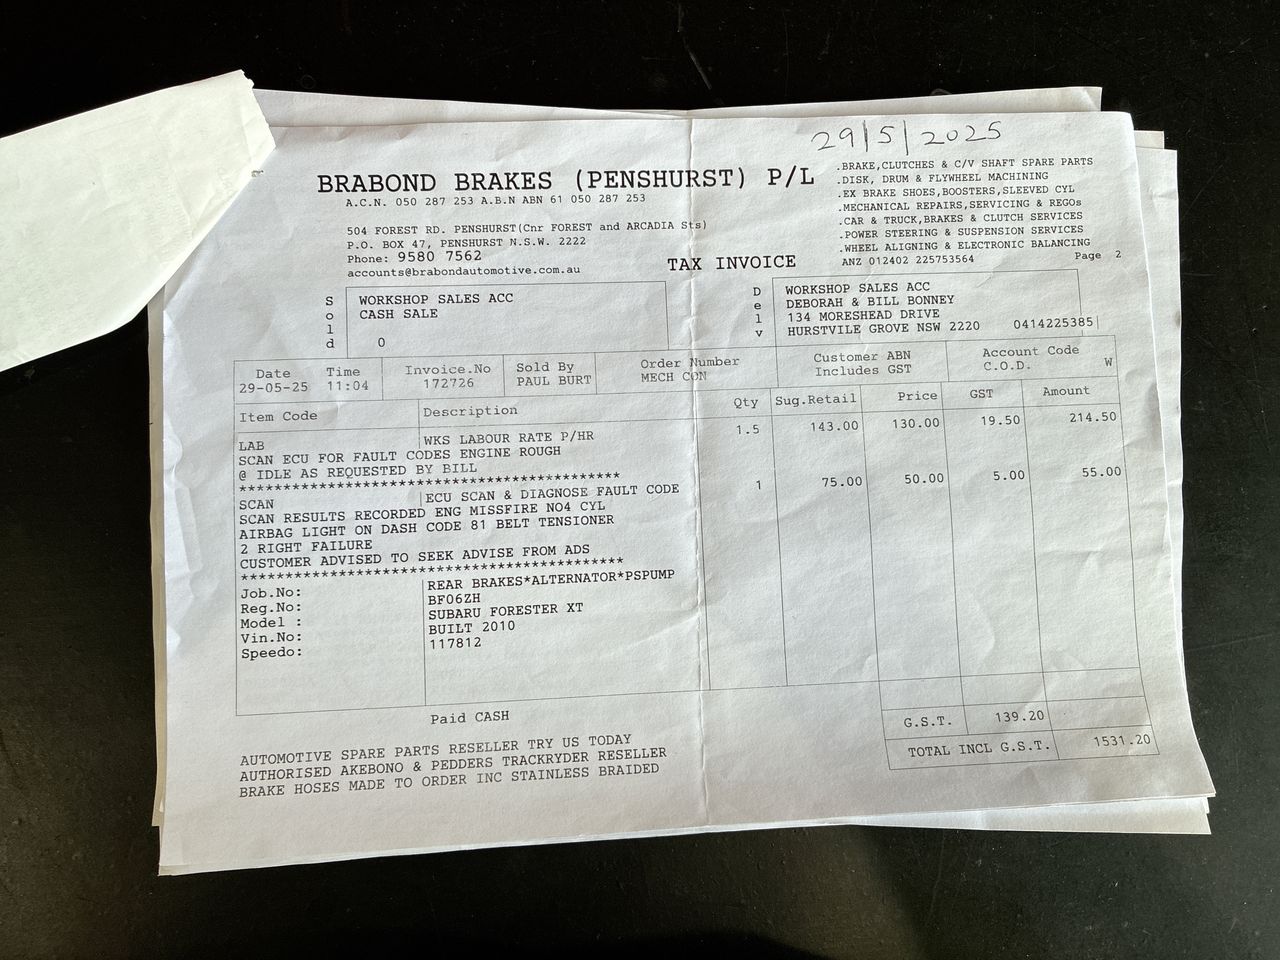 29/5/2025
BRABOND BRAKES (PENSHURST) P/L
A.C.N. 050 287 253 A.B.N ABN 61 050 287 253
.BRAKE,CLUTCHES & C/V SHAFT SPARE PARTS
.DISK, DRUM & FLYWHEEL MACHINING
.EX BRAKE SHOES,BOOSTERS,SLEEVED CYL
.MECHANICAL REPAIRS,SERVICING & REGOs
.CAR & TRUCK,BRAKES & CLUTCH SERVICES
.POWER STEERING & SUSPENSION SERVICES
.WHEEL ALIGNING & ELECTRONIC BALANCING
ANZ 012402 225753564 Page 2
504 FOREST RD. PENSHURST(Cnr FOREST and ARCADIA Sts)
P.O. BOX 47, PENSHURST N.S.W. 2222
Phone: 9580 7562
accounts@brabondautomotive.com.au
TAX INVOICE
Sold
WORKSHOP SALES ACC
CASH SALE
0
Delv
WORKSHOP SALES ACC
DEBORAH & BILL BONNEY
134 MORESHEAD DRIVE
HURSTVILE GROVE NSW 2220 0414225385
Date Time Invoice.No Sold By Order Number Customer ABN Account Code
29-05-25 11:04 172726 PAUL BURT MECH CON Includes GST C.O.D. W
Item Code Description Qty Sug.Retail Price GST Amount
LAB WKS LABOUR RATE P/HR 1.5 143.00 130.00 19.50 214.50
SCAN ECU FOR FAULT CODES ENGINE ROUGH
@ IDLE AS REQUESTED BY BILL
*******************************************
SCAN ECU SCAN & DIAGNOSE FAULT CODE 1 75.00 50.00 5.00 55.00
SCAN RESULTS RECORDED ENG MISSFIRE NO4 CYL
AIRBAG LIGHT ON DASH CODE 81 BELT TENSIONER
2 RIGHT FAILURE
CUSTOMER ADVISED TO SEEK ADVISE FROM ADS
*******************************************
Job.No: REAR BRAKES*ALTERNATOR*PSPUMP
Reg.No: BF06ZH
Model : SUBARU FORESTER XT
Vin.No: BUILT 2010
Speedo: 117812
Paid CASH
G.S.T. 139.20
TOTAL INCL G.S.T. 1531.20
AUTOMOTIVE SPARE PARTS RESELLER TRY US TODAY
AUTHORISED AKEBONO & PEDDERS TRACKRYDER RESELLER
BRAKE HOSES MADE TO ORDER INC STAINLESS BRAIDED